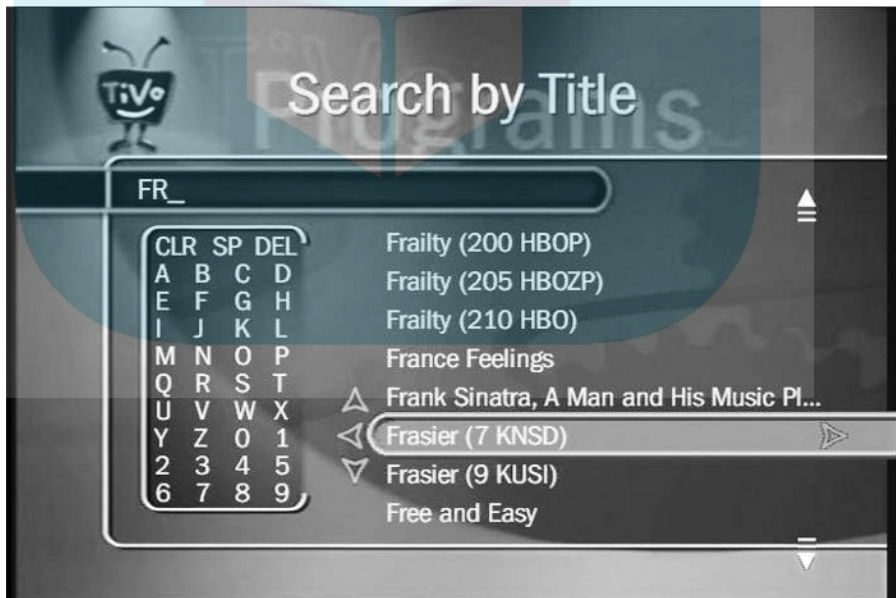 TiVo
Programs
Search by Title
FR_
CLR SP DEL
A B C D
E F G H
I J K L
M N O P
Q R S T
U V W X
Y Z 0 1
2 3 4 5
6 7 8 9
Frailty (200 HBOP)
Frailty (205 HBOZP)
Frailty (210 HBO)
France Feelings
Frank Sinatra, A Man and His Music Pl...
Frasier (7 KNSD)
Frasier (9 KUSI)
Free and Easy